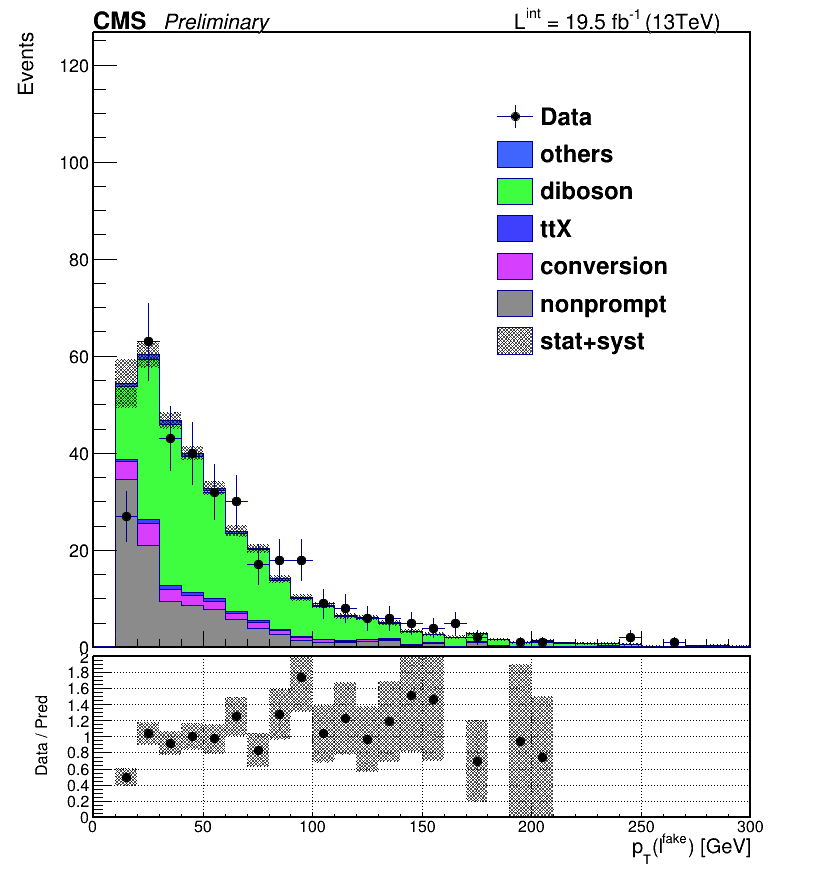 CMS Preliminary L^int = 19.5 fb^-1 (13TeV)
Events
120
100
80
60
40
20
0
Data
others
diboson
ttX
conversion
nonprompt
stat+syst
Data / Pred
2
1.8
1.6
1.4
1.2
1
0.8
0.6
0.4
0.2
0
0 50 100 150 200 250 300
p_T(l^fake) [GeV]